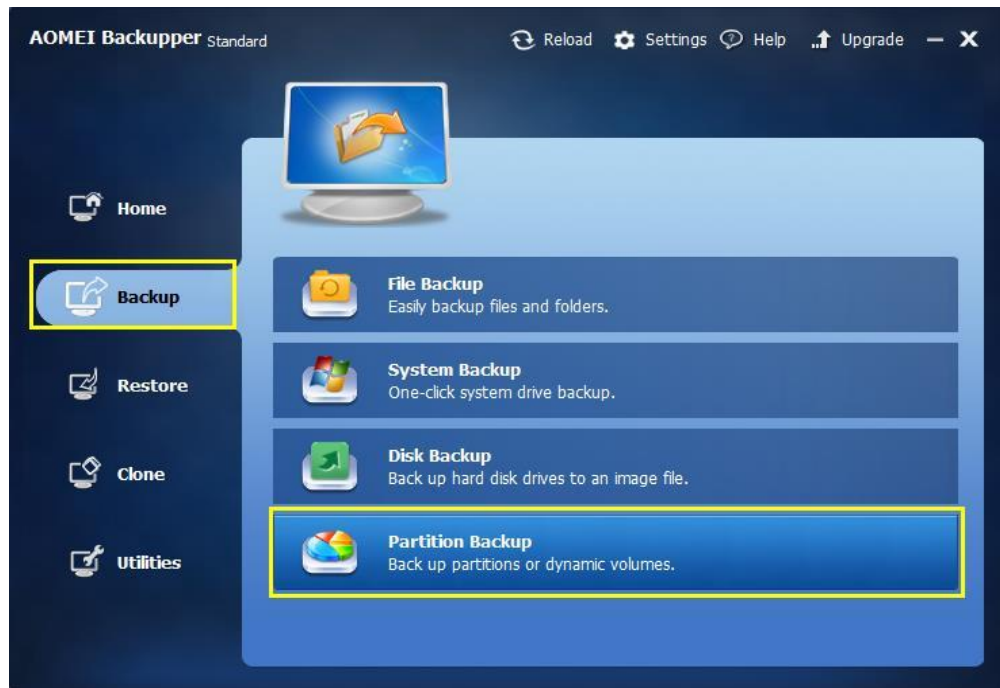 AOMEI Backupper Standard
Reload Settings Help Upgrade
Home
Backup
Restore
Clone
Utilities
File Backup
Easily backup files and folders.
System Backup
One-click system drive backup.
Disk Backup
Back up hard disk drives to an image file.
Partition Backup
Back up partitions or dynamic volumes.